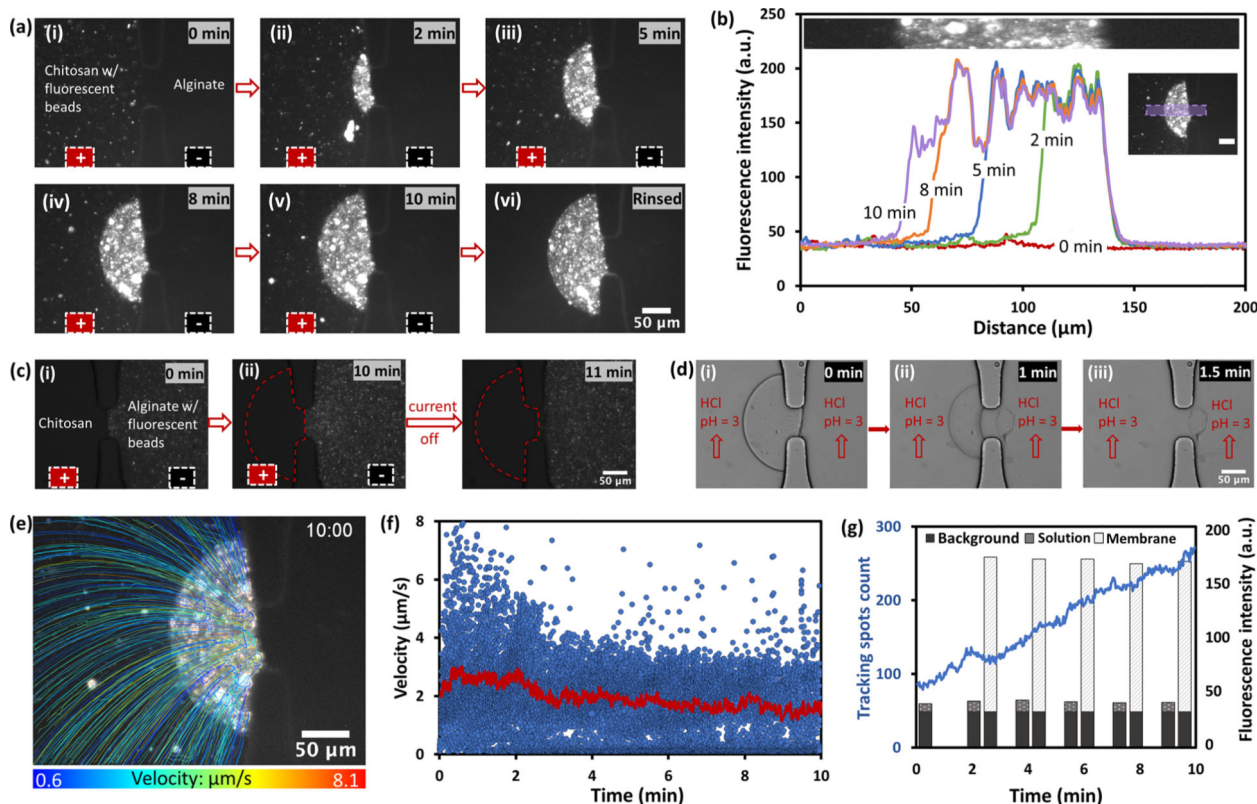 (a)
(i)
0 min
Chitosan w/
fluorescent
beads
Alginate
+
-
(ii)
2 min
+
-
(iii)
5 min
+
-
(iv)
8 min
+
-
(v)
10 min
+
-
(vi)
Rinsed
50 µm
(b)
Fluorescence intensity (a.u.)
250
200
150
100
50
0
10 min
8 min
5 min
2 min
0 min
0
50
100
150
200
Distance (µm)
(c)
(i)
0 min
Chitosan
Alginate w/
fluorescent
beads
+
-
(ii)
10 min
+
-
current
off
11 min
50 µm
(d)
(i)
0 min
HCl
pH = 3
HCl
pH = 3
(ii)
1 min
HCl
pH = 3
HCl
pH = 3
(iii)
1.5 min
HCl
pH = 3
HCl
pH = 3
50 µm
(e)
10:00
50 µm
0.6
Velocity: µm/s
8.1
(f)
Velocity (µm/s)
8
6
4
2
0
0
2
4
6
8
10
Time (min)
(g)
Tracking spots count
300
200
100
0
Background
Solution
Membrane
200
150
100
50
0
Fluorescence intensity (a.u.)
0
2
4
6
8
10
Time (min)